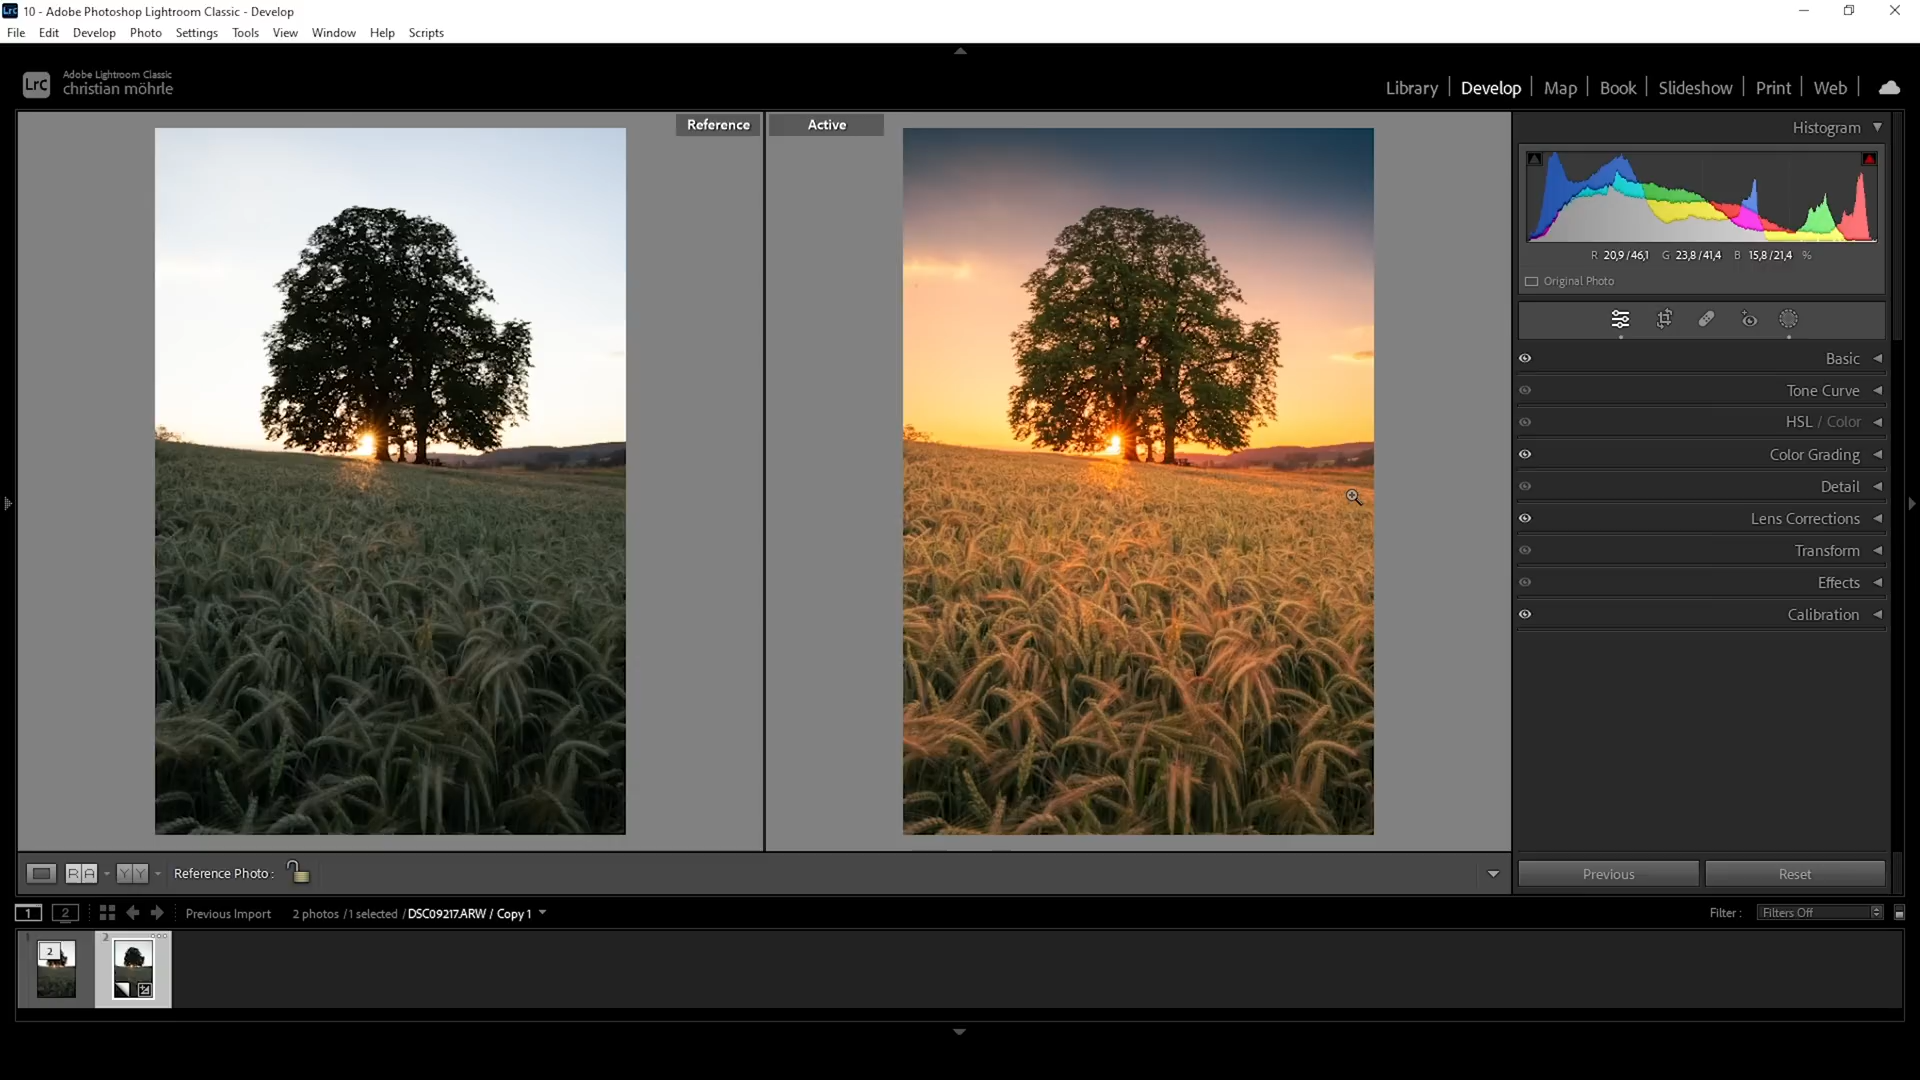 10 - Adobe Photoshop Lightroom Classic - Develop
File Edit Develop Photo Settings Tools View Window Help Scripts
LrC
Adobe Lightroom Classic
christian möhrle
Library | Develop | Map | Book | Slideshow | Print | Web |
Reference
Active
Histogram
R 20,9/46,1 G 23,8/41,4 B 15,8/21,4 %
Original Photo
Basic
Tone Curve
HSL / Color
Color Grading
Detail
Lens Corrections
Transform
Effects
Calibration
R A Y Y Reference Photo :
Previous Reset
1 2 Previous Import 2 photos / 1 selected / DSC09217.ARW / Copy 1
Filter : Filters Off
1 2
2